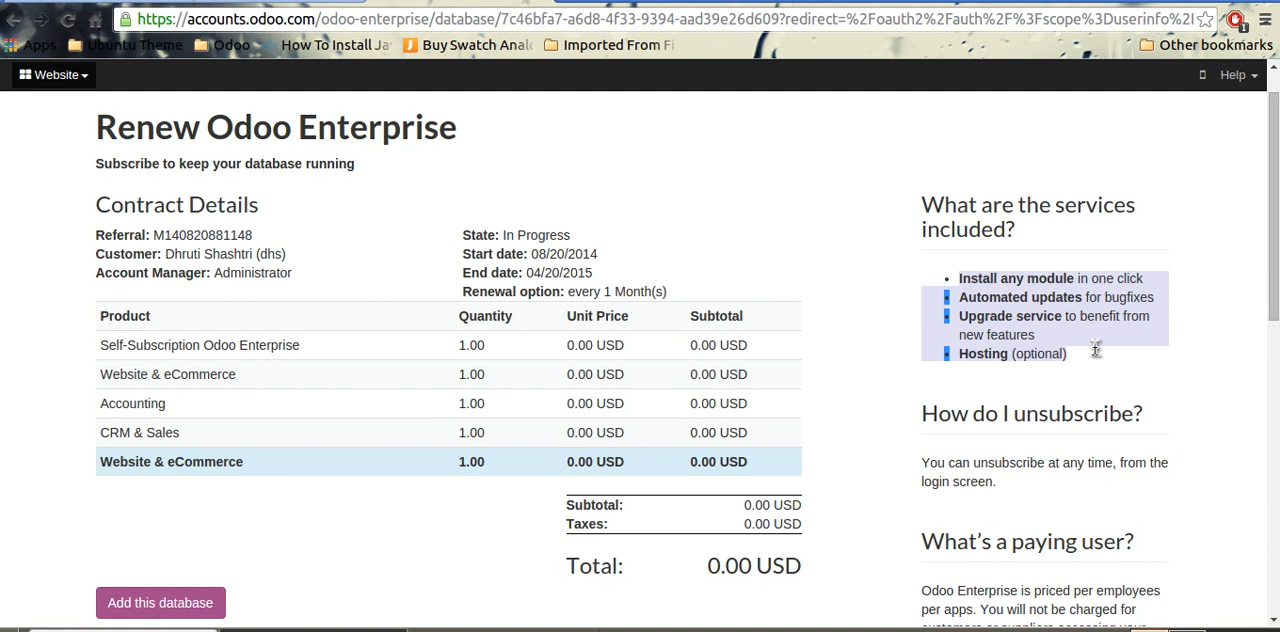 https://accounts.odoo.com/odoo-enterprise/database/7c46bfa7-a6d8-4f33-9394-aad39e26d609?redirect=%2Foauth2%2Fauth%2F%3Fscope%3Duserinfo%2
Apps Ubuntu Theme Odoo How To Install Ja Buy Swatch Anal Imported From Fi Other bookmarks
Website Help
Renew Odoo Enterprise
Subscribe to keep your database running
Contract Details
Referral: M140820881148
Customer: Dhruti Shashtri (dhs)
Account Manager: Administrator
State: In Progress
Start date: 08/20/2014
End date: 04/20/2015
Renewal option: every 1 Month(s)
Product Quantity Unit Price Subtotal
Self-Subscription Odoo Enterprise 1.00 0.00 USD 0.00 USD
Website & eCommerce 1.00 0.00 USD 0.00 USD
Accounting 1.00 0.00 USD 0.00 USD
CRM & Sales 1.00 0.00 USD 0.00 USD
Website & eCommerce 1.00 0.00 USD 0.00 USD
Subtotal: 0.00 USD
Taxes: 0.00 USD
Total: 0.00 USD
Add this database
What are the services
included?
• Install any module in one click
• Automated updates for bugfixes
• Upgrade service to benefit from
new features
• Hosting (optional)
How do I unsubscribe?
You can unsubscribe at any time, from the
login screen.
What's a paying user?
Odoo Enterprise is priced per employees
per apps. You will not be charged for